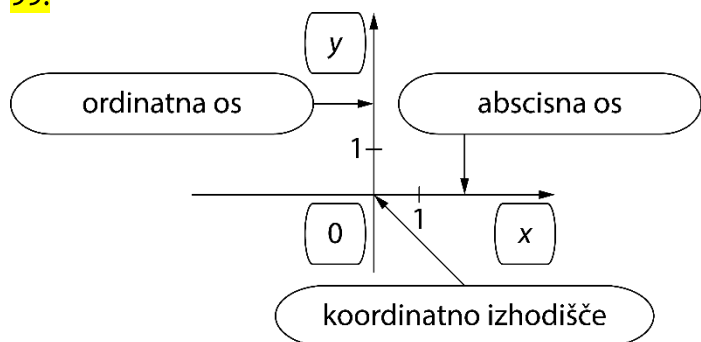 99.
y
ordinatna os
abscisna os
1
1
0
x
koordinatno izhodišče